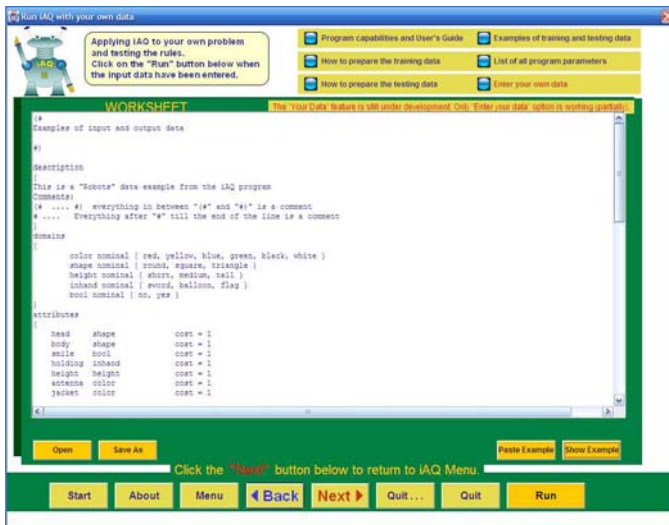 Run iAQ with your own data
iAQ
Applying iAQ to your own problem
and testing the rules.
Click on the "Run" button below when
the input data have been entered.
Program capabilities and User's Guide
Examples of training and testing data
How to prepare the training data
List of all program parameters
How to prepare the testing data
Enter your own data
WORKSHEET
The 'Your Data' feature is still under development. Only 'Enter your data' option is working (partially).
(#
Examples of input and output data
#)
description
{
This is a "Robots" data example from the iAQ program
Comments:
(# .... #) everything in between "(#" and "#)" is a comment
# .... Everything after "#" till the end of the line is a comment
}
domains
{
color nominal { red, yellow, blue, green, black, white }
shape nominal { round, square, triangle }
height nominal { short, medium, tall }
inhand nominal { sword, balloon, flag }
bool nominal { no, yes }
}
attributes
{
head shape cost = 1
body shape cost = 1
smile bool cost = 1
holding inhand cost = 1
height height cost = 1
antenna color cost = 1
jacket color cost = 1
Open
Save As
Paste Example
Show Example
Click the "Next" button below to return to iAQ Menu.
Start
About
Menu
Back
Next
Quit...
Quit
Run